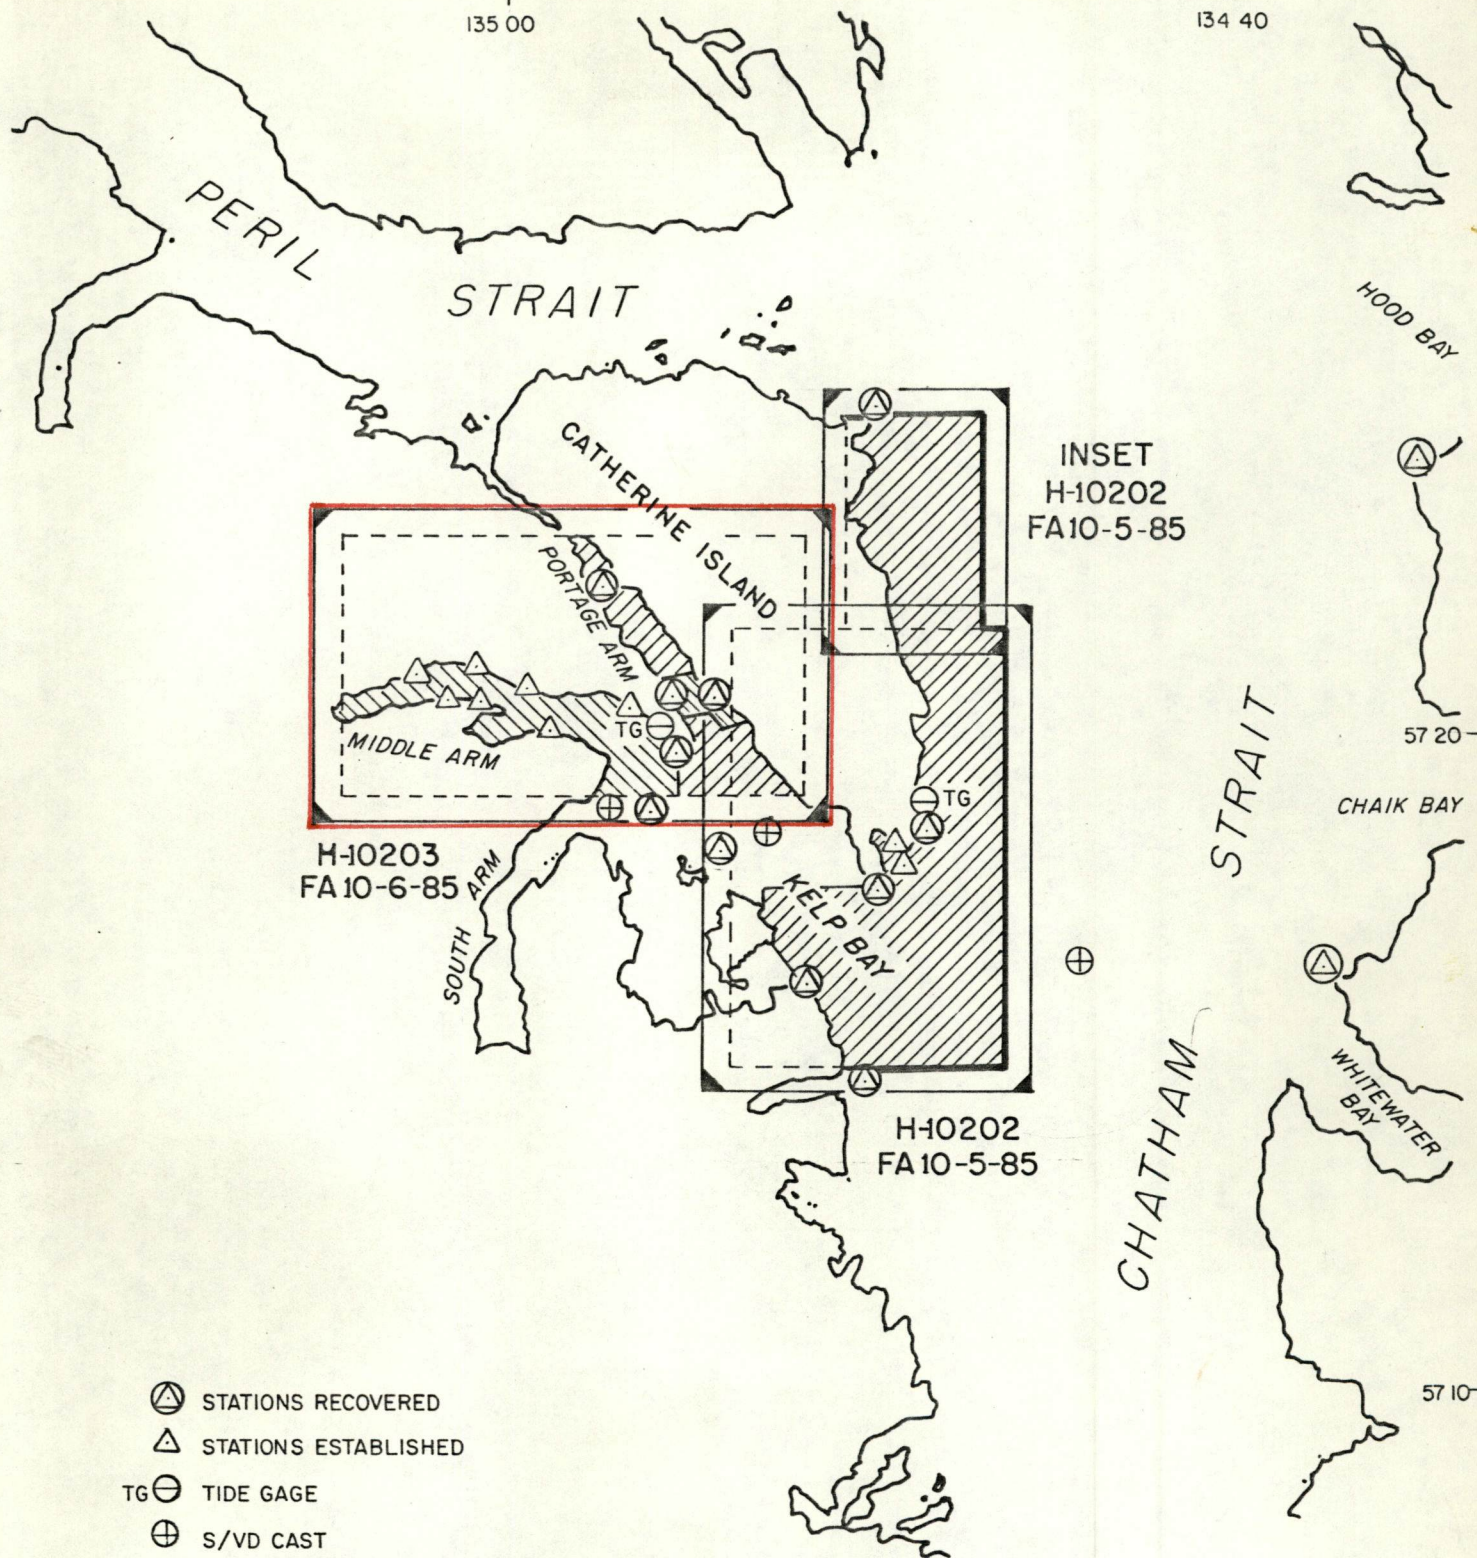 135 00
134 40
PERIL
STRAIT
HOOD BAY
CATHERINE ISLAND
INSET
H-10202
FA 10-5-85
PORTAGE ARM
TG
MIDDLE ARM
57 20
STRAIT
CHAIK BAY
TG
H-10203
FA 10-6-85
SOUTH ARM
KELP BAY
CHATHAM
WHITEWATER
BAY
H-10202
FA 10-5-85
57 10
STATIONS RECOVERED
STATIONS ESTABLISHED
TG TIDE GAGE
S/VD CAST